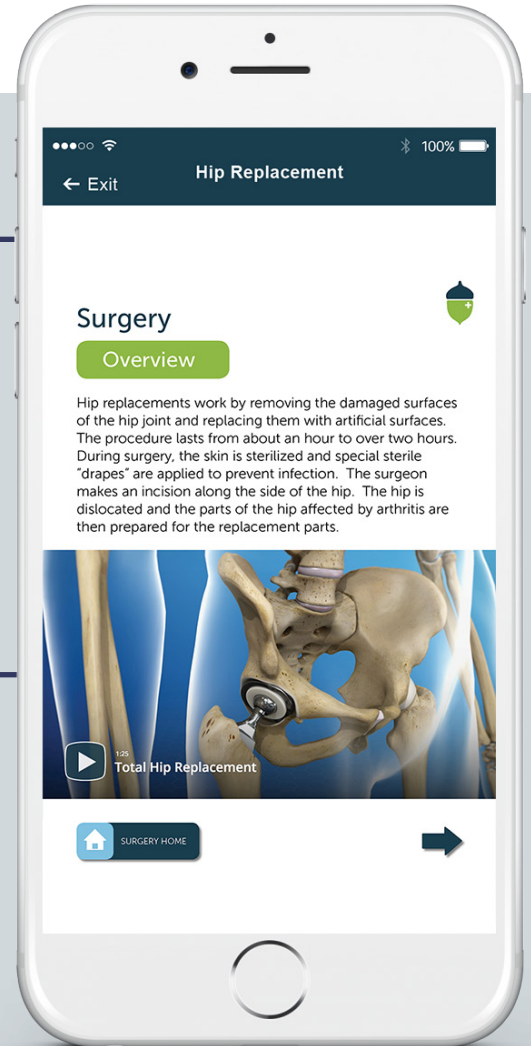 100%
← Exit
Hip Replacement
Surgery
Overview
Hip replacements work by removing the damaged surfaces
of the hip joint and replacing them with artificial surfaces.
The procedure lasts from about an hour to over two hours.
During surgery, the skin is sterilized and special sterile
“drapes” are applied to prevent infection.  The surgeon
makes an incision along the side of the hip.  The hip is
dislocated and the parts of the hip affected by arthritis are
then prepared for the replacement parts.
1:25
Total Hip Replacement
SURGERY HOME